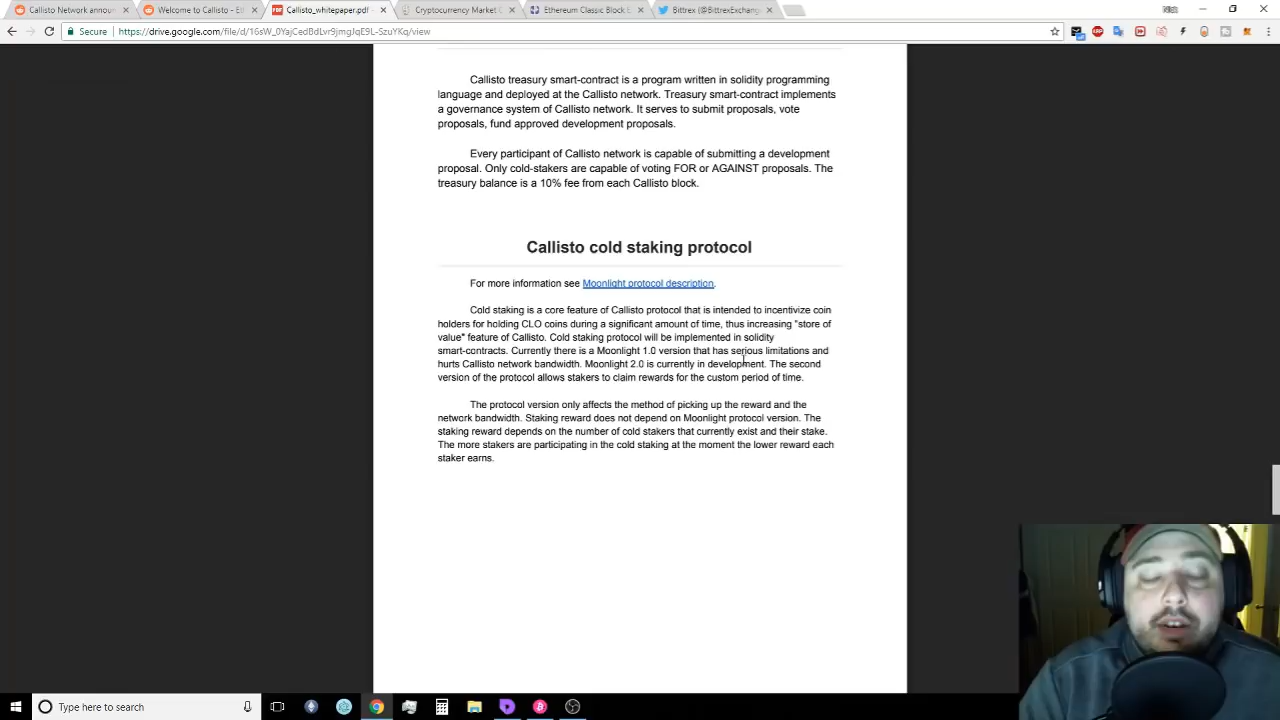 Callisto Network announ
Welcome to Callisto - Eth
Callisto_whitepaper.pdf -
Cryptocurrency Market
Ethereum Classic Block E
Bittrex (@BittrexExchang
Secure
https://drive.google.com/file/d/16sW_0YajCedBdLvr9jmgJqE9L-SzuYKq/view
Callisto treasury smart-contract is a program written in solidity programming
language and deployed at the Callisto network. Treasury smart-contract implements
a governance system of Callisto network. It serves to submit proposals, vote
proposals, fund approved development proposals.
Every participant of Callisto network is capable of submitting a development
proposal. Only cold-stakers are capable of voting FOR or AGAINST proposals. The
treasury balance is a 10% fee from each Callisto block.
Callisto cold staking protocol
For more information see Moonlight protocol description.
Cold staking is a core feature of Callisto protocol that is intended to incentivize coin
holders for holding CLO coins during a significant amount of time, thus increasing "store of
value" feature of Callisto. Cold staking protocol will be implemented in solidity
smart-contracts. Currently there is a Moonlight 1.0 version that has serious limitations and
hurts Callisto network bandwidth. Moonlight 2.0 is currently in development. The second
version of the protocol allows stakers to claim rewards for the custom period of time.
The protocol version only affects the method of picking up the reward and the
network bandwidth. Staking reward does not depend on Moonlight protocol version. The
staking reward depends on the number of cold stakers that currently exist and their stake.
The more stakers are participating in the cold staking at the moment the lower reward each
staker earns.
Type here to search